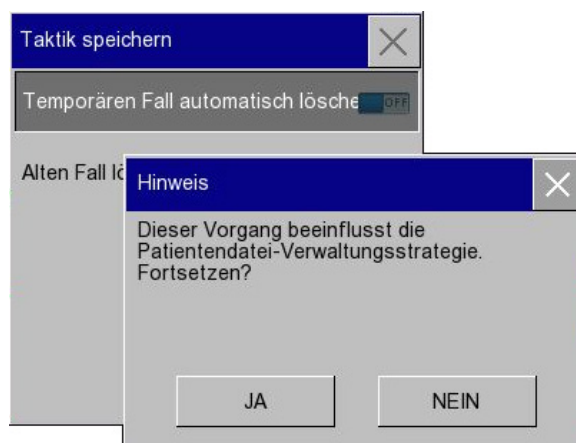 Taktik speichern
Temporären Fall automatisch lösche
OFF
Alten Fall lö
Hinweis
Dieser Vorgang beeinflusst die
Patientendatei-Verwaltungsstrategie.
Fortsetzen?
JA
NEIN